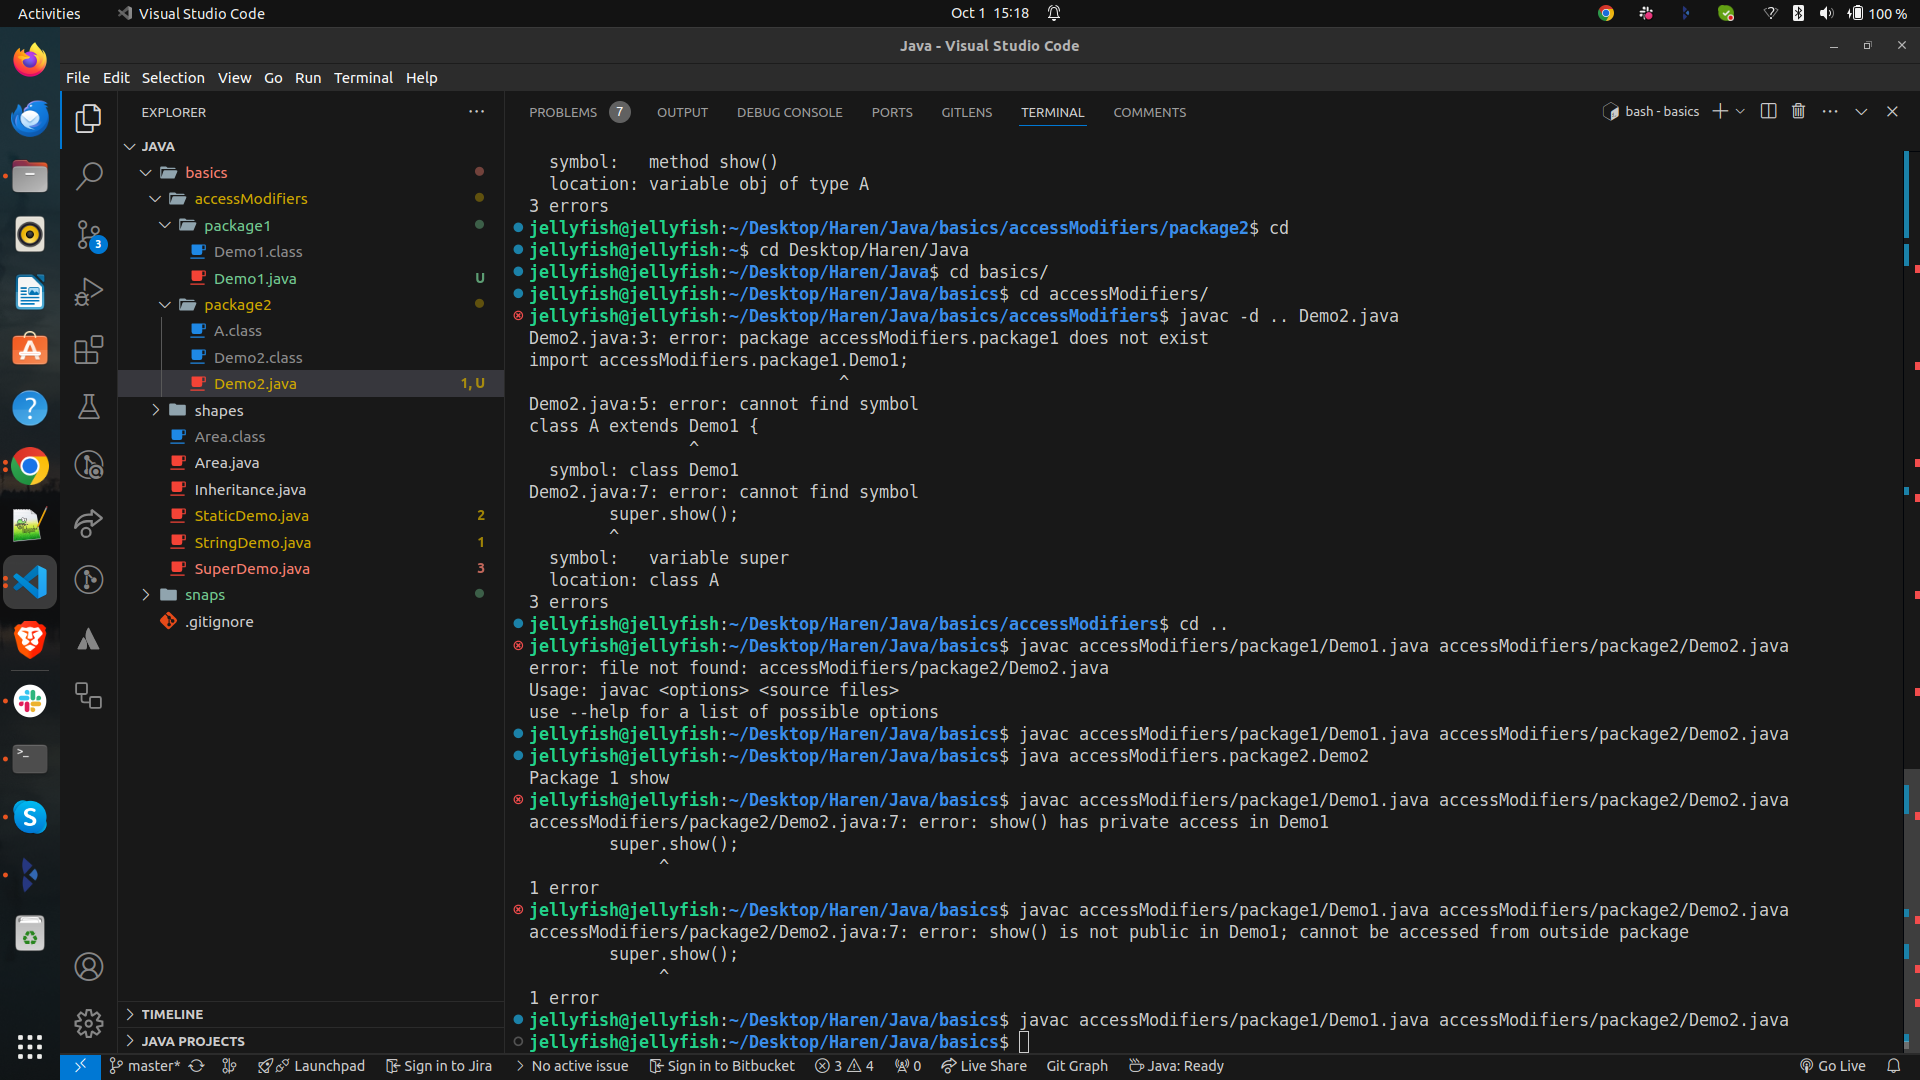 Activities Visual Studio Code Oct 1 15:18 100 %
Java - Visual Studio Code
File Edit Selection View Go Run Terminal Help
EXPLORER
JAVA
basics
accessModifiers
package1
Demo1.class
Demo1.java U
package2
A.class
Demo2.class
Demo2.java 1, U
shapes
Area.class
Area.java
Inheritance.java
StaticDemo.java 2
StringDemo.java 1
SuperDemo.java 3
snaps
.gitignore
TIMELINE
JAVA PROJECTS
3
PROBLEMS 7 OUTPUT DEBUG CONSOLE PORTS GITLENS TERMINAL COMMENTS bash - basics
symbol:   method show()
location: variable obj of type A
3 errors
jellyfish@jellyfish:~/Desktop/Haren/Java/basics/accessModifiers/package2$ cd
jellyfish@jellyfish:~$ cd Desktop/Haren/Java
jellyfish@jellyfish:~/Desktop/Haren/Java$ cd basics/
jellyfish@jellyfish:~/Desktop/Haren/Java/basics$ cd accessModifiers/
jellyfish@jellyfish:~/Desktop/Haren/Java/basics/accessModifiers$ javac -d .. Demo2.java
Demo2.java:3: error: package accessModifiers.package1 does not exist
import accessModifiers.package1.Demo1;
^
Demo2.java:5: error: cannot find symbol
class A extends Demo1 {
^
symbol: class Demo1
Demo2.java:7: error: cannot find symbol
super.show();
^
symbol:   variable super
location: class A
3 errors
jellyfish@jellyfish:~/Desktop/Haren/Java/basics/accessModifiers$ cd ..
jellyfish@jellyfish:~/Desktop/Haren/Java/basics$ javac accessModifiers/package1/Demo1.java accessModifiers/package2/Demo2.java
error: file not found: accessModifiers/package2/Demo2.java
Usage: javac <options> <source files>
use --help for a list of possible options
jellyfish@jellyfish:~/Desktop/Haren/Java/basics$ javac accessModifiers/package1/Demo1.java accessModifiers/package2/Demo2.java
jellyfish@jellyfish:~/Desktop/Haren/Java/basics$ java accessModifiers.package2.Demo2
Package 1 show
jellyfish@jellyfish:~/Desktop/Haren/Java/basics$ javac accessModifiers/package1/Demo1.java accessModifiers/package2/Demo2.java
accessModifiers/package2/Demo2.java:7: error: show() has private access in Demo1
super.show();
^
1 error
jellyfish@jellyfish:~/Desktop/Haren/Java/basics$ javac accessModifiers/package1/Demo1.java accessModifiers/package2/Demo2.java
accessModifiers/package2/Demo2.java:7: error: show() is not public in Demo1; cannot be accessed from outside package
super.show();
^
1 error
jellyfish@jellyfish:~/Desktop/Haren/Java/basics$ javac accessModifiers/package1/Demo1.java accessModifiers/package2/Demo2.java
jellyfish@jellyfish:~/Desktop/Haren/Java/basics$
master* Launchpad Sign in to Jira No active issue Sign in to Bitbucket 3 4 0 Live Share Git Graph Java: Ready Go Live